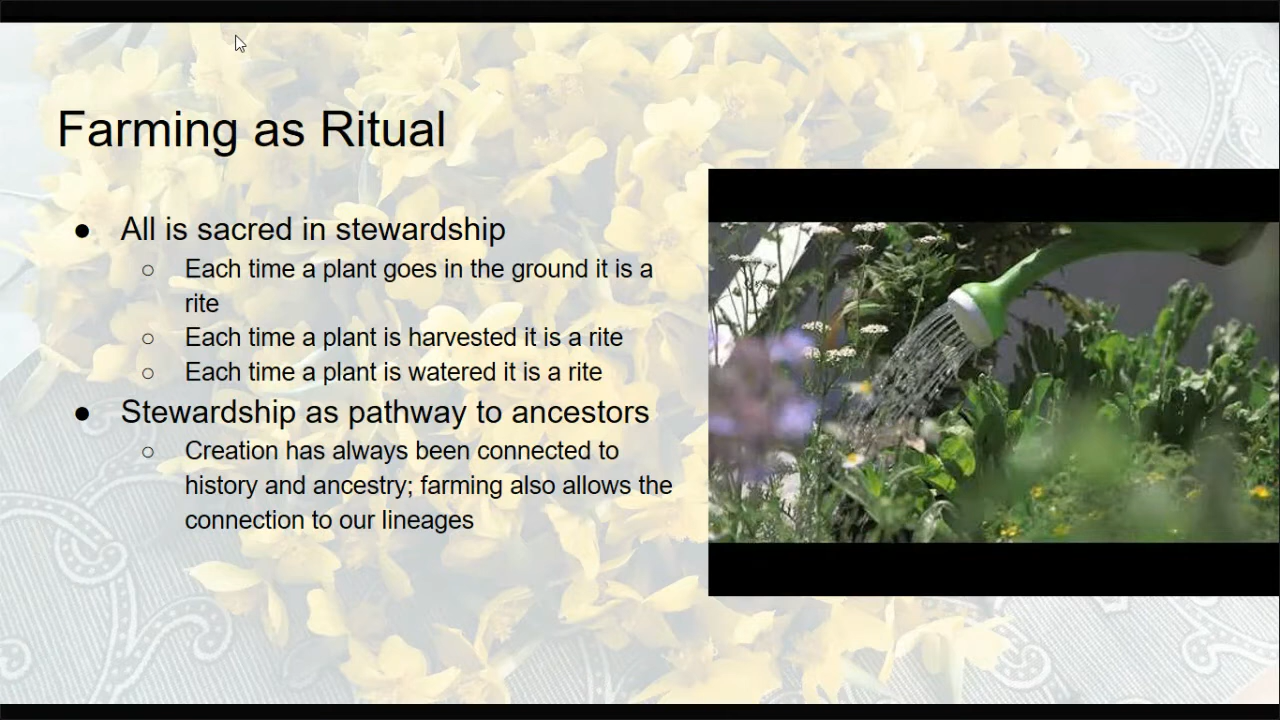 Farming as Ritual
● All is sacred in stewardship
○ Each time a plant goes in the ground it is a
rite
○ Each time a plant is harvested it is a rite
○ Each time a plant is watered it is a rite
● Stewardship as pathway to ancestors
○ Creation has always been connected to
history and ancestry; farming also allows the
connection to our lineages